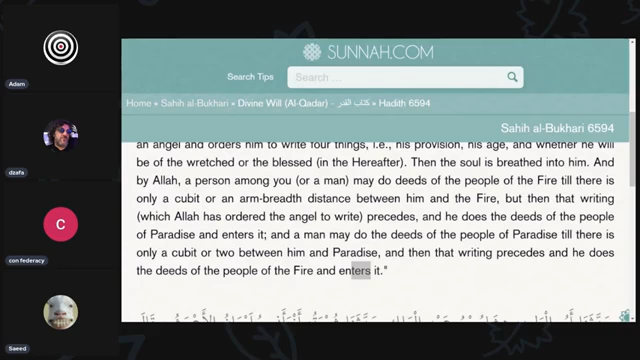 Adam
dzafa
C
con federacy
Saeed
SUNNAH.COM
Search Tips
Search …
Home » Sahih al-Bukhari » Divine Will (Al-Qadar) - كتاب القدر » Hadith 6594
Sahih al-Bukhari 6594
an angel and orders him to write four things, i.e., his provision, his age, and whether he will
be of the wretched or the blessed (in the Hereafter). Then the soul is breathed into him. And
by Allah, a person among you (or a man) may do deeds of the people of the Fire till there is
only a cubit or an arm-breadth distance between him and the Fire, but then that writing
(which Allah has ordered the angel to write) precedes, and he does the deeds of the people
of Paradise and enters it; and a man may do the deeds of the people of Paradise till there is
only a cubit or two between him and Paradise, and then that writing precedes and he does
the deeds of the people of the Fire and enters it."